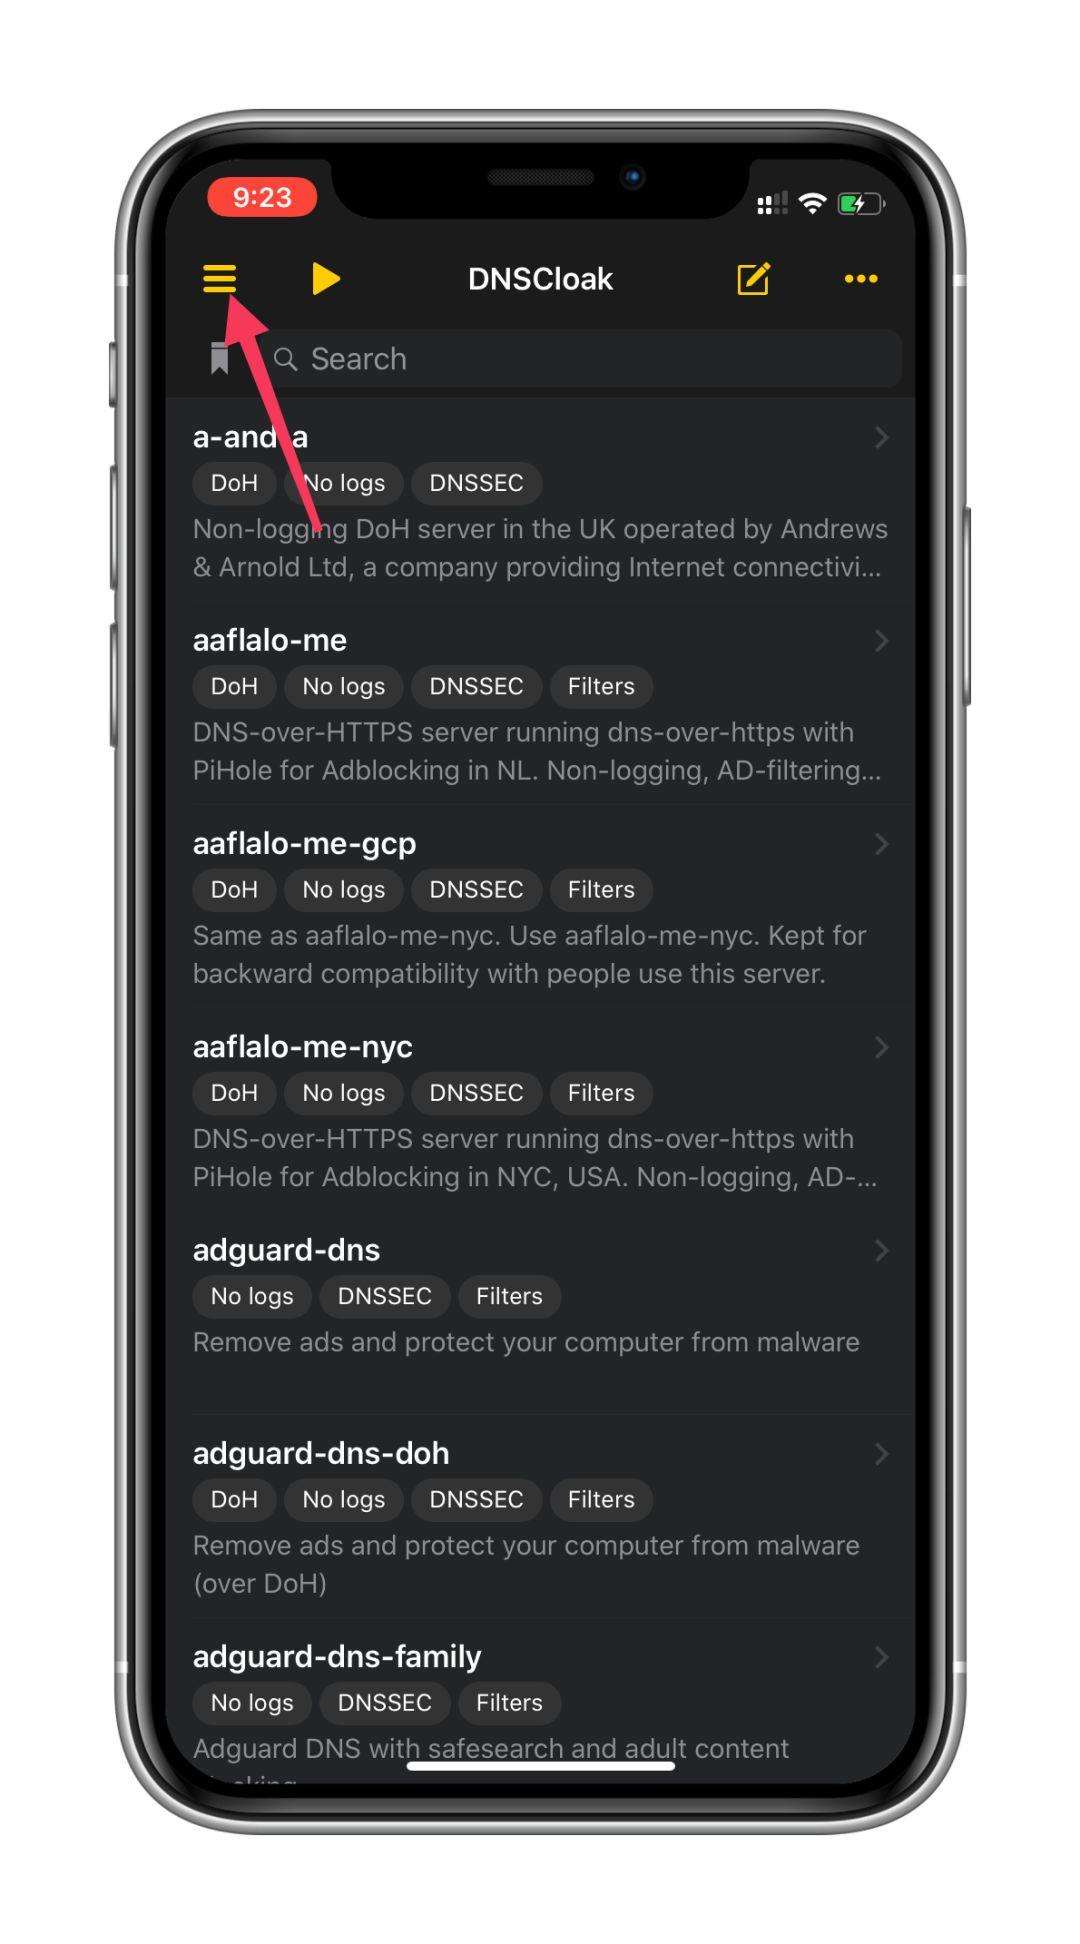 9:23
DNSCloak
Search
DoH
No logs
DNSSEC
Non-logging DoH server in the UK operated by Andrews
& Arnold Ltd, a company providing Internet connectivi...
aaflalo-me
DoH
No logs
DNSSEC
Filters
DNS-over-HTTPS server running dns-over-https with
PiHole for Adblocking in NL. Non-logging, AD-filtering...
aaflalo-me-gcp
DoH
No logs
DNSSEC
Filters
Same as aaflalo-me-nyc. Use aaflalo-me-nyc. Kept for
backward compatibility with people use this server.
aaflalo-me-nyc
DoH
No logs
DNSSEC
Filters
DNS-over-HTTPS server running dns-over-https with
PiHole for Adblocking in NYC, USA. Non-logging, AD-...
adguard-dns
No logs
DNSSEC
Filters
Remove ads and protect your computer from malware
adguard-dns-doh
DoH
No logs
DNSSEC
Filters
Remove ads and protect your computer from malware
(over DoH)
adguard-dns-family
No logs
DNSSEC
Filters
Adguard DNS with safesearch and adult content